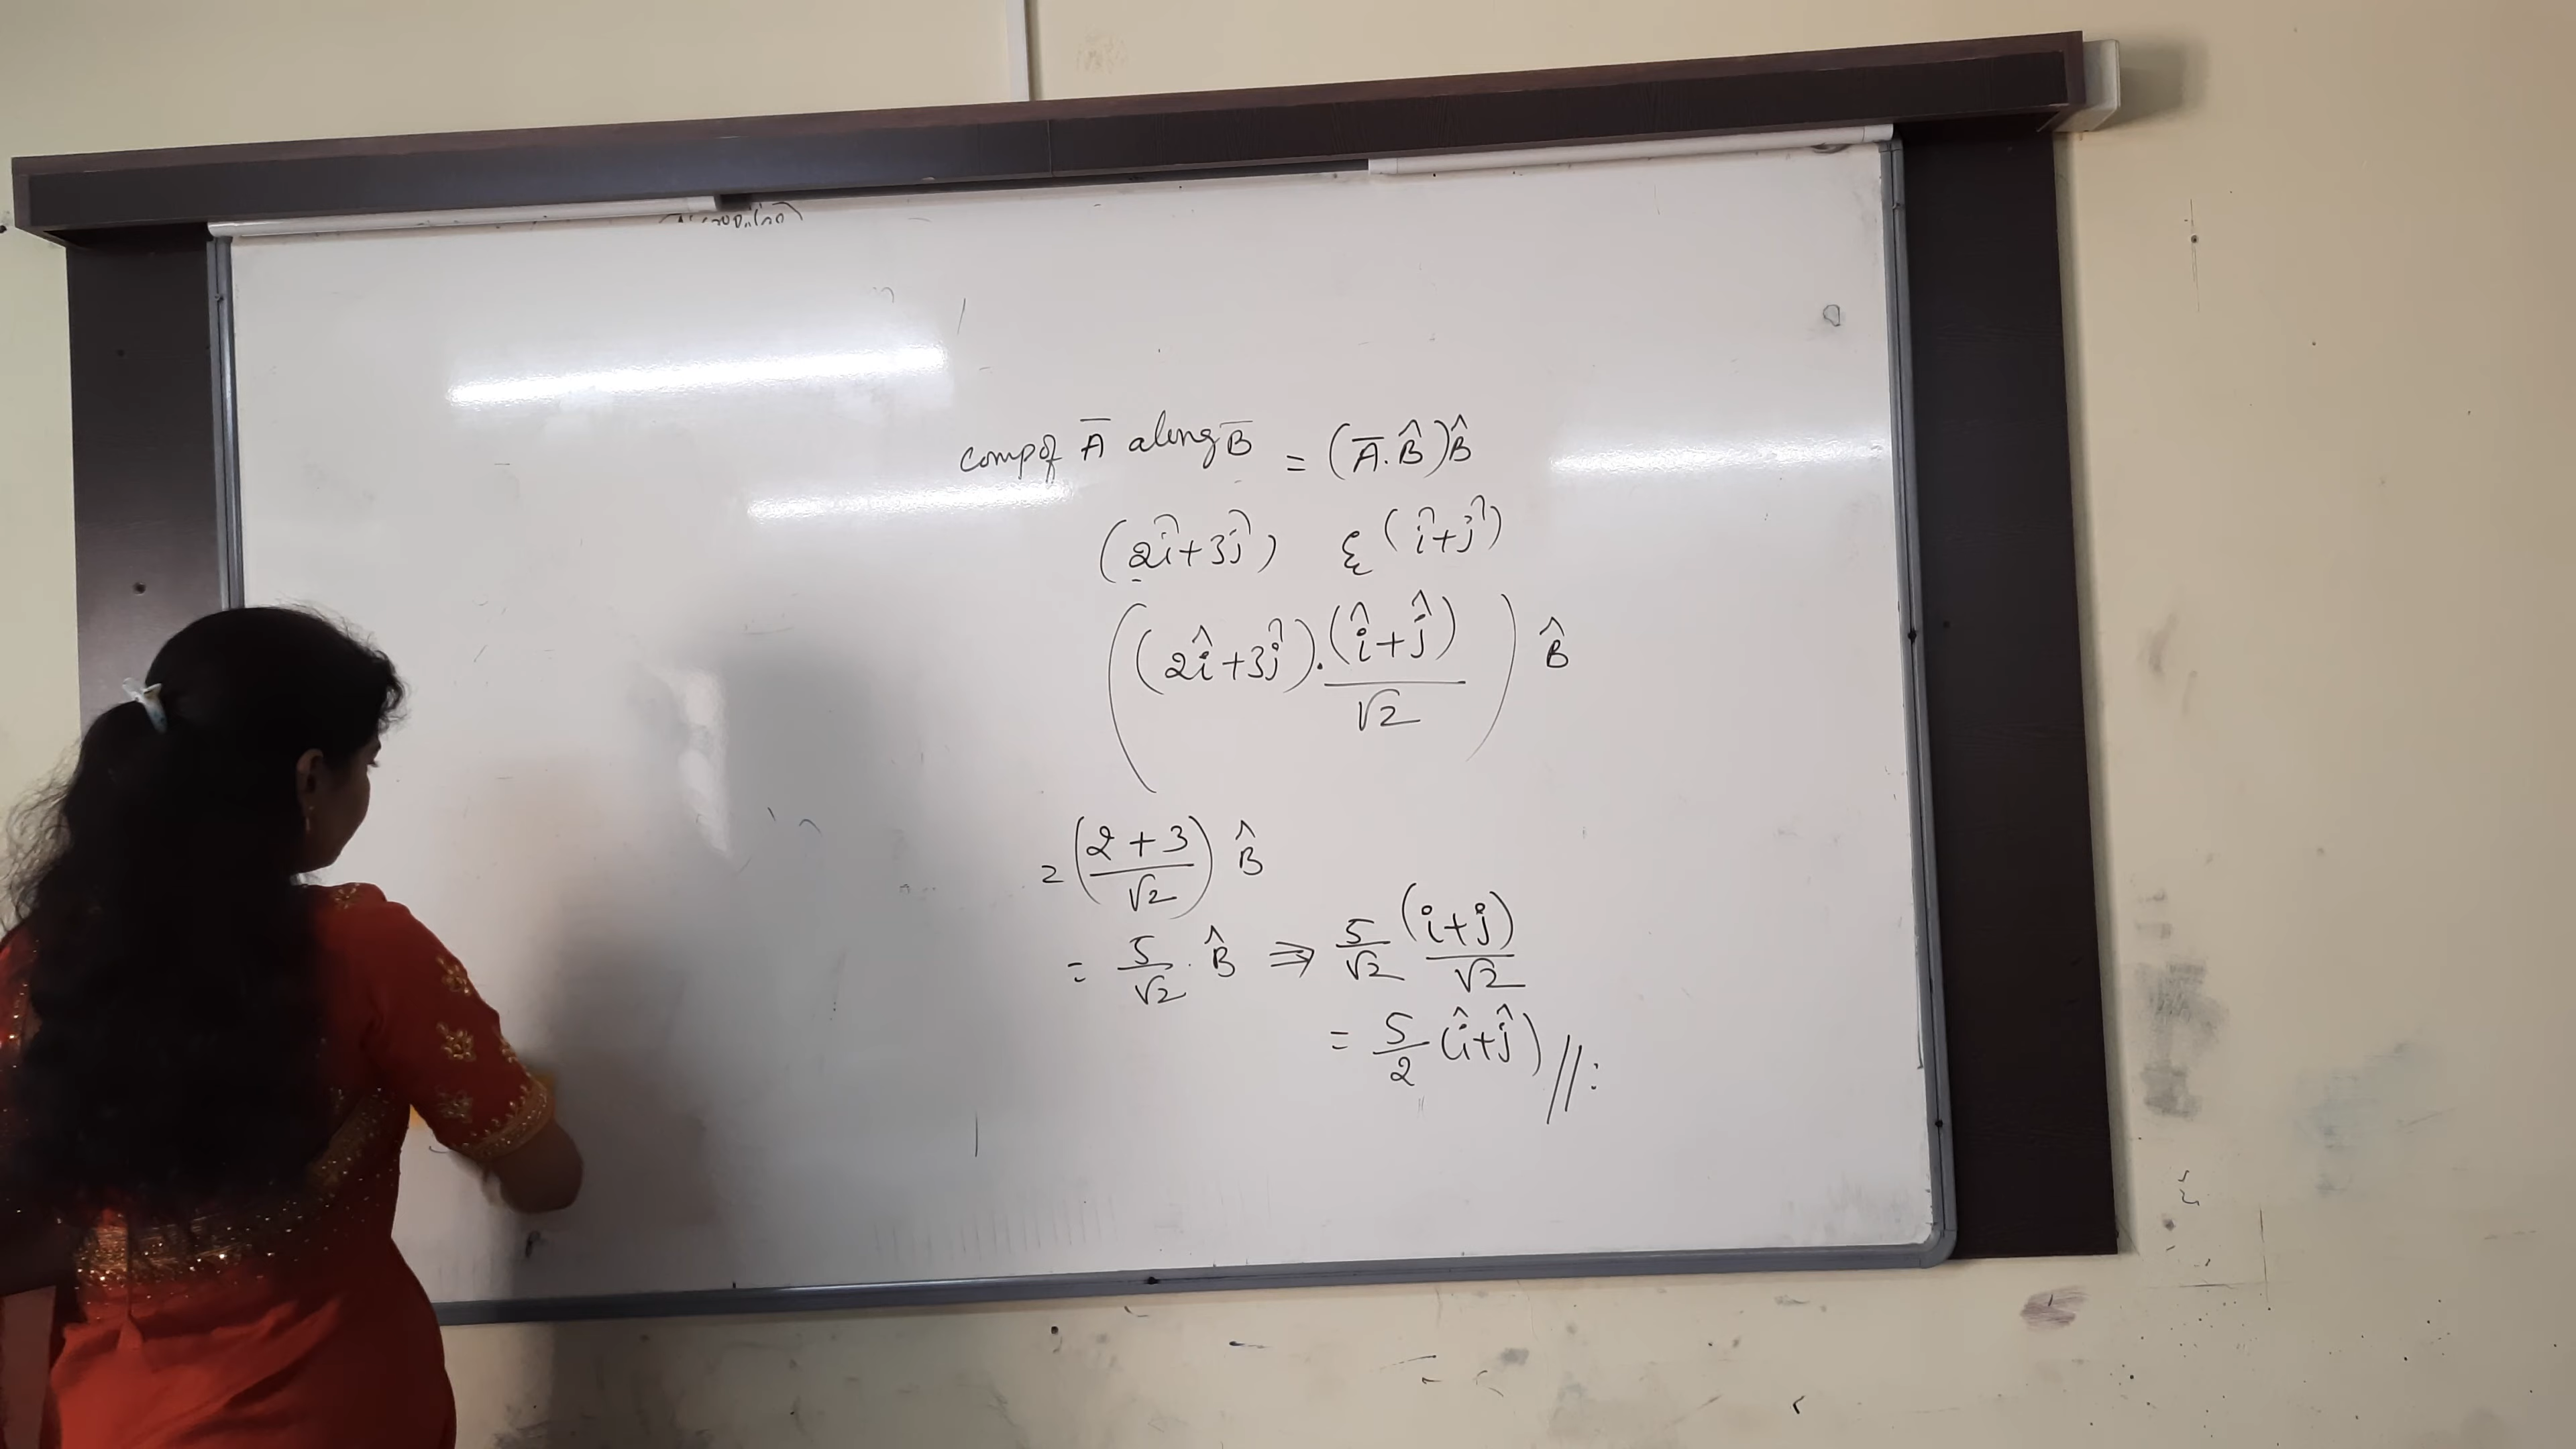 comp of A̅ along B̅ = (A̅.B̂)B̂
(2î+3ĵ) & (î+ĵ)
((2î+3ĵ).(î+ĵ)/√2) B̂
= (2+3/√2) B̂
= 5/√2 . B̂ ⇒ 5/√2 (i+j)/√2
= 5/2 (î+ĵ) //: